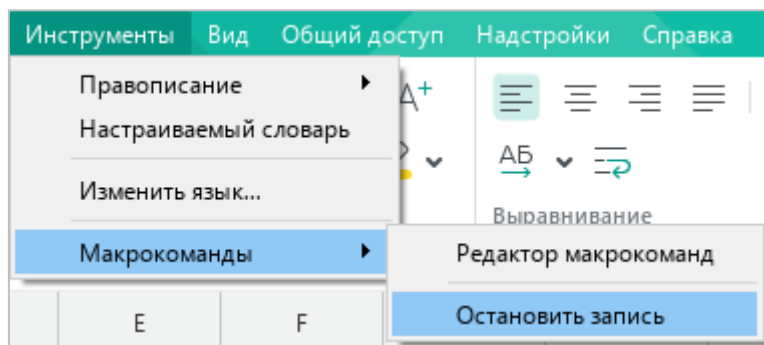 Инструменты Вид Общий доступ Надстройки Справка
Правописание
Настраиваемый словарь
Изменить язык...
АБ
Выравнивание
Макрокоманды
Редактор макрокоманд
Остановить запись
E F